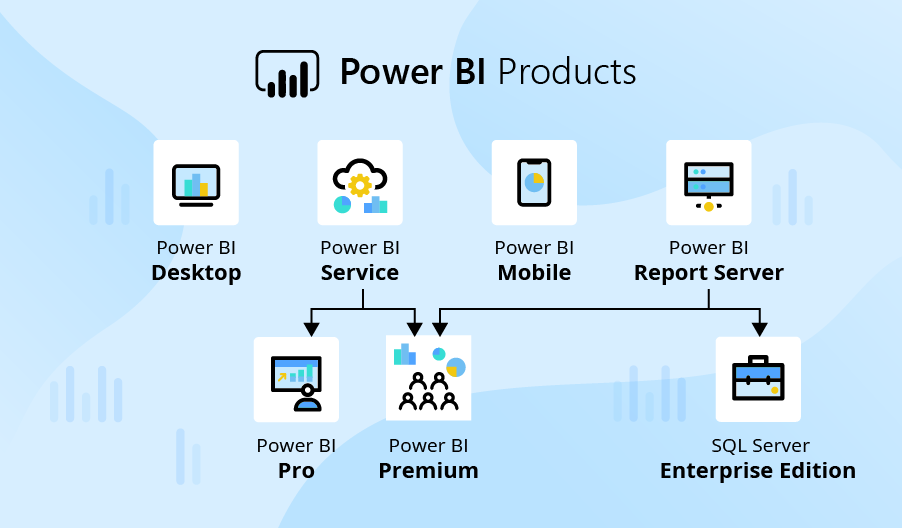 Power BI Products
Power BI
Desktop
Power BI
Service
Power BI
Mobile
Power BI
Report Server
Power BI
Pro
Power BI
Premium
SQL Server
Enterprise Edition